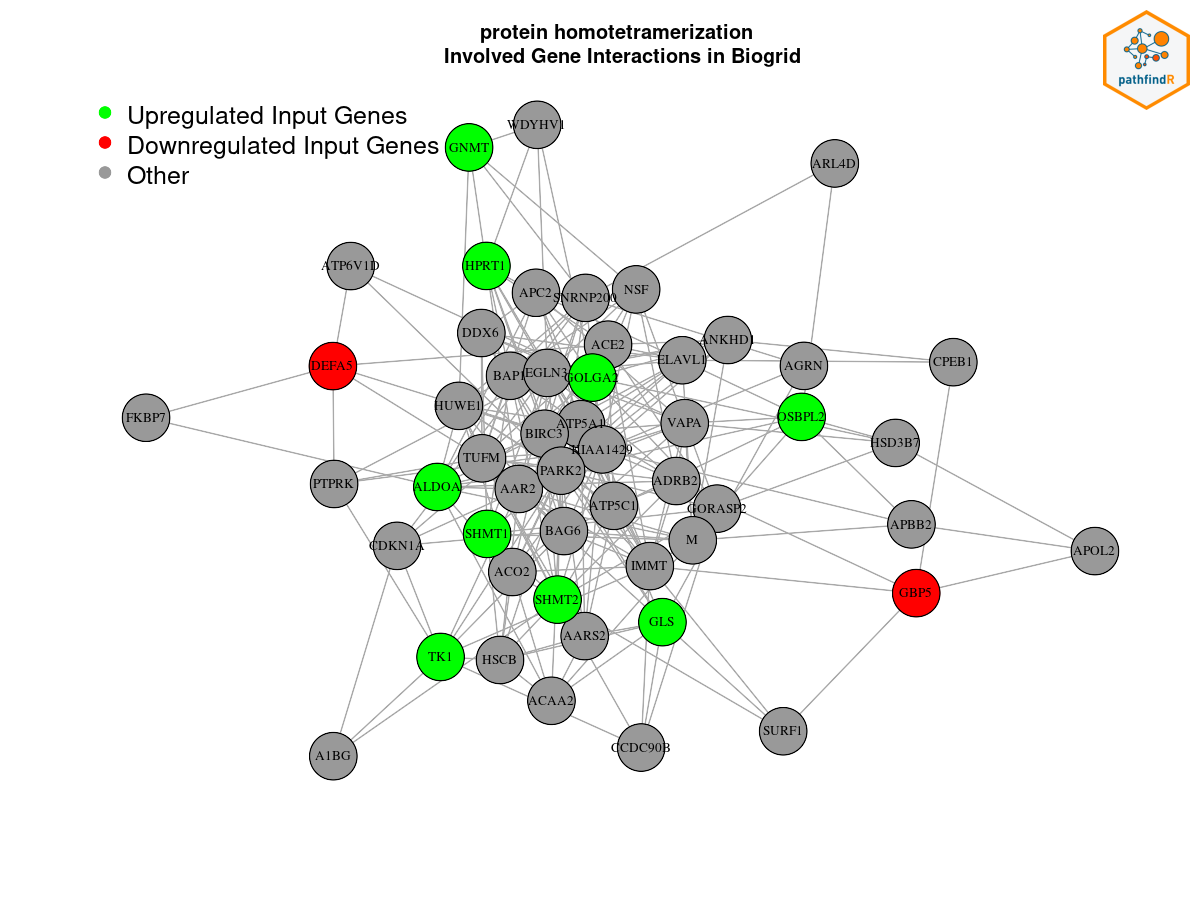 protein homotetramerization
Involved Gene Interactions in Biogrid
pathfindR
Upregulated Input Genes
Downregulated Input Genes
Other
WDYHV1
GNMT
ARL4D
ATP6V1D
HPRT1
APC2
SNRNP200
NSF
DDX6
ACE2
ANKHD1
ELAVL1
DEFA5
BAP1
EGLN3
GOLGA2
AGRN
CPEB1
HUWE1
FKBP7
ATP5A1
VAPA
OSBPL2
BIRC3
KIAA1429
HSD3B7
TUFM
PARK2
PTPRK
ALDOA
AAR2
ADRB2
ATP5C1
GORASP2
CDKN1A
SHMT1
BAG6
M
APBB2
APOL2
ACO2
IMMT
SHMT2
GBP5
GLS
AARS2
TK1
HSCB
ACAA2
A1BG
CCDC90B
SURF1